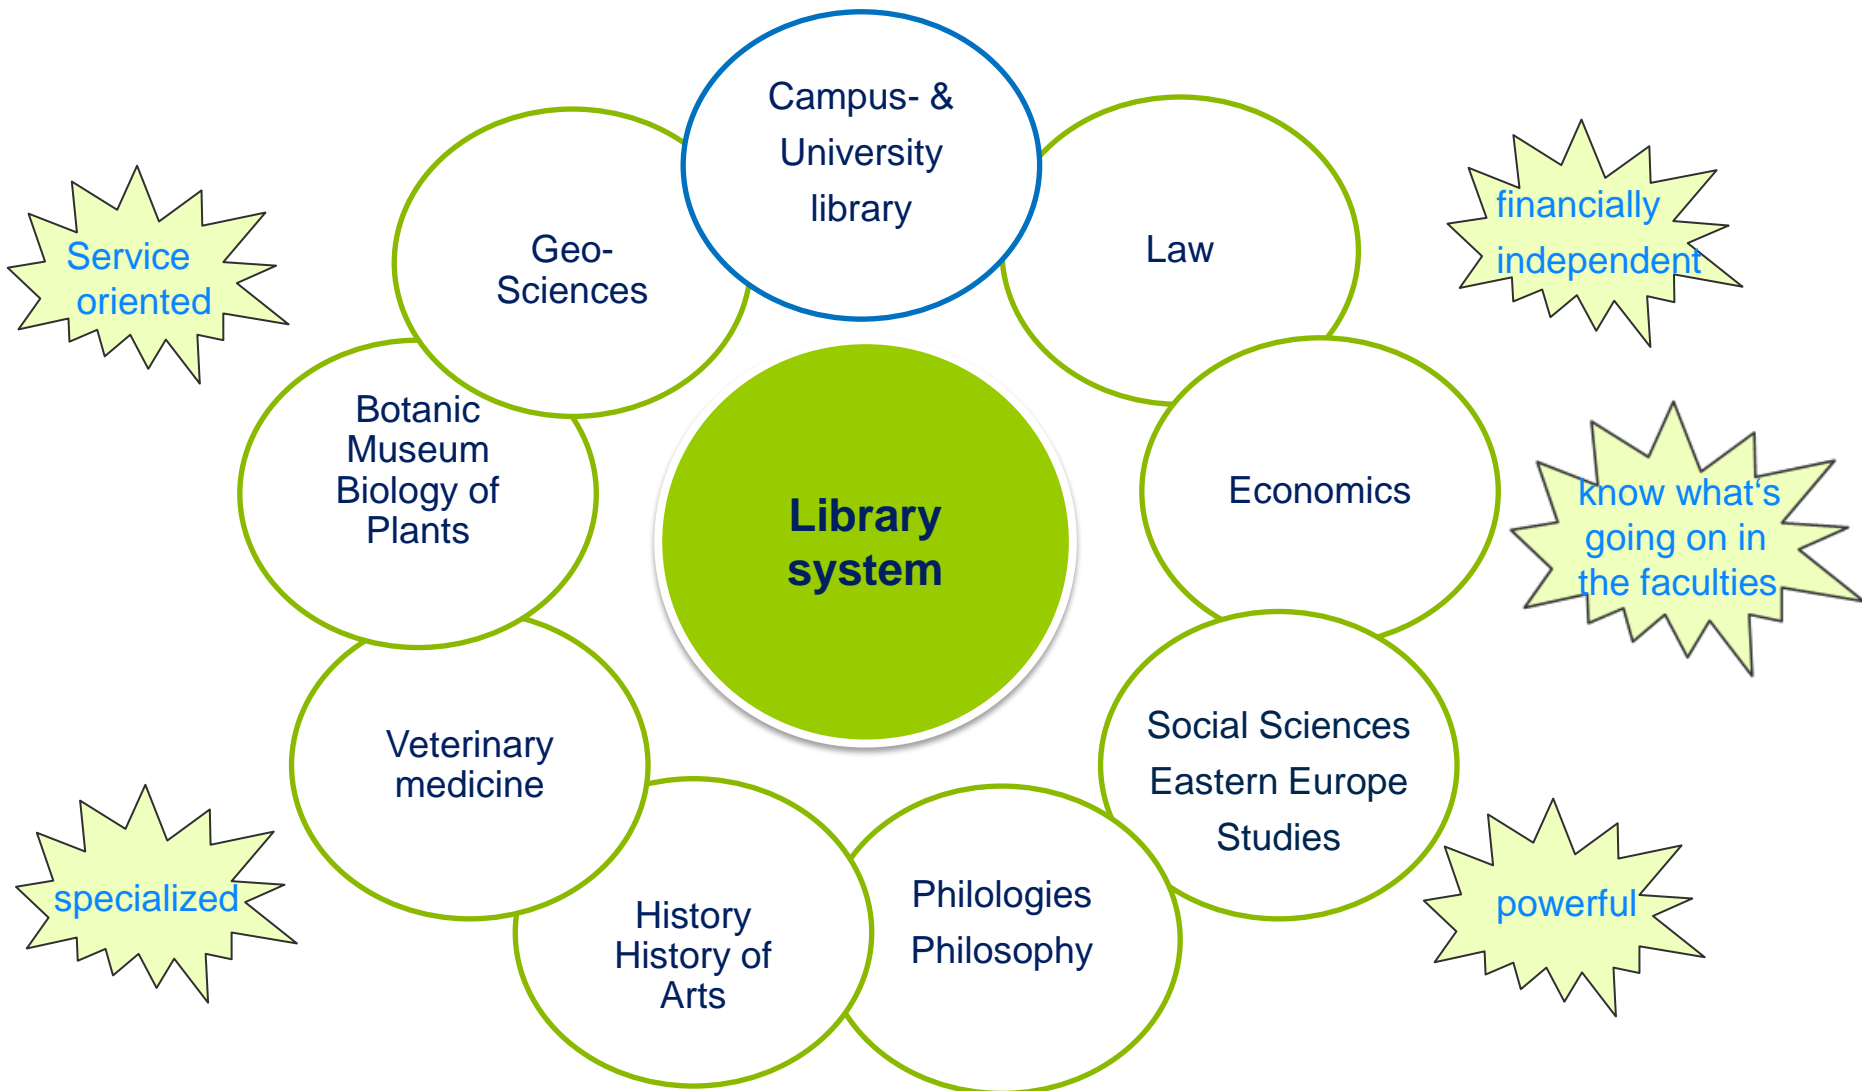 Campus- &
University
library
Law
Economics
Social Sciences
Eastern Europe
Studies
Philologies
Philosophy
History
History of
Arts
Veterinary
medicine
Botanic
Museum
Biology of
Plants
Geo-
Sciences
Library
system
Service
oriented
specialized
financially
independent
know what‘s
going on in
the faculties
powerful